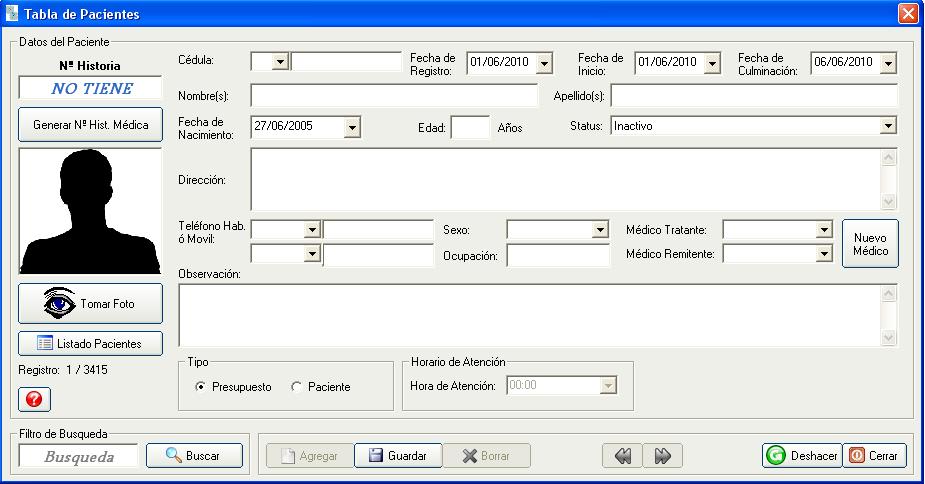 Tabla de Pacientes
Datos del Paciente
Nº Historia
NO TIENE
Generar Nº Hist. Médica
Tomar Foto
Listado Pacientes
Registro: 1 / 3415
Cédula:
Fecha de Registro: 01/06/2010
Fecha de Inicio: 01/06/2010
Fecha de Culminación: 06/06/2010
Nombre(s):
Apellido(s):
Fecha de Nacimiento: 27/06/2005
Edad: Años
Status: Inactivo
Dirección:
Teléfono Hab. ó Movil:
Sexo:
Médico Tratante:
Ocupación:
Médico Remitente:
Nuevo Médico
Observación:
Tipo
Presupuesto Paciente
Horario de Atención
Hora de Atención: 00:00
Filtro de Busqueda
Busqueda Buscar
Agregar Guardar Borrar Deshacer Cerrar